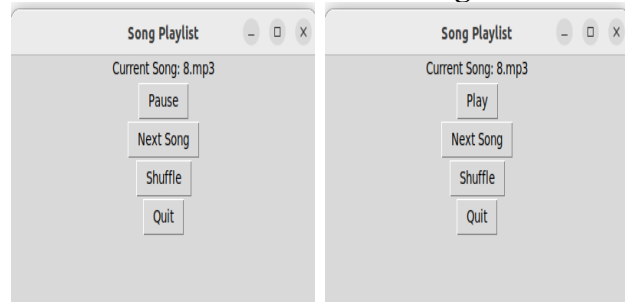 Song Playlist
Current Song: 8.mp3
Pause
Next Song
Shuffle
Quit
Song Playlist
Current Song: 8.mp3
Play
Next Song
Shuffle
Quit